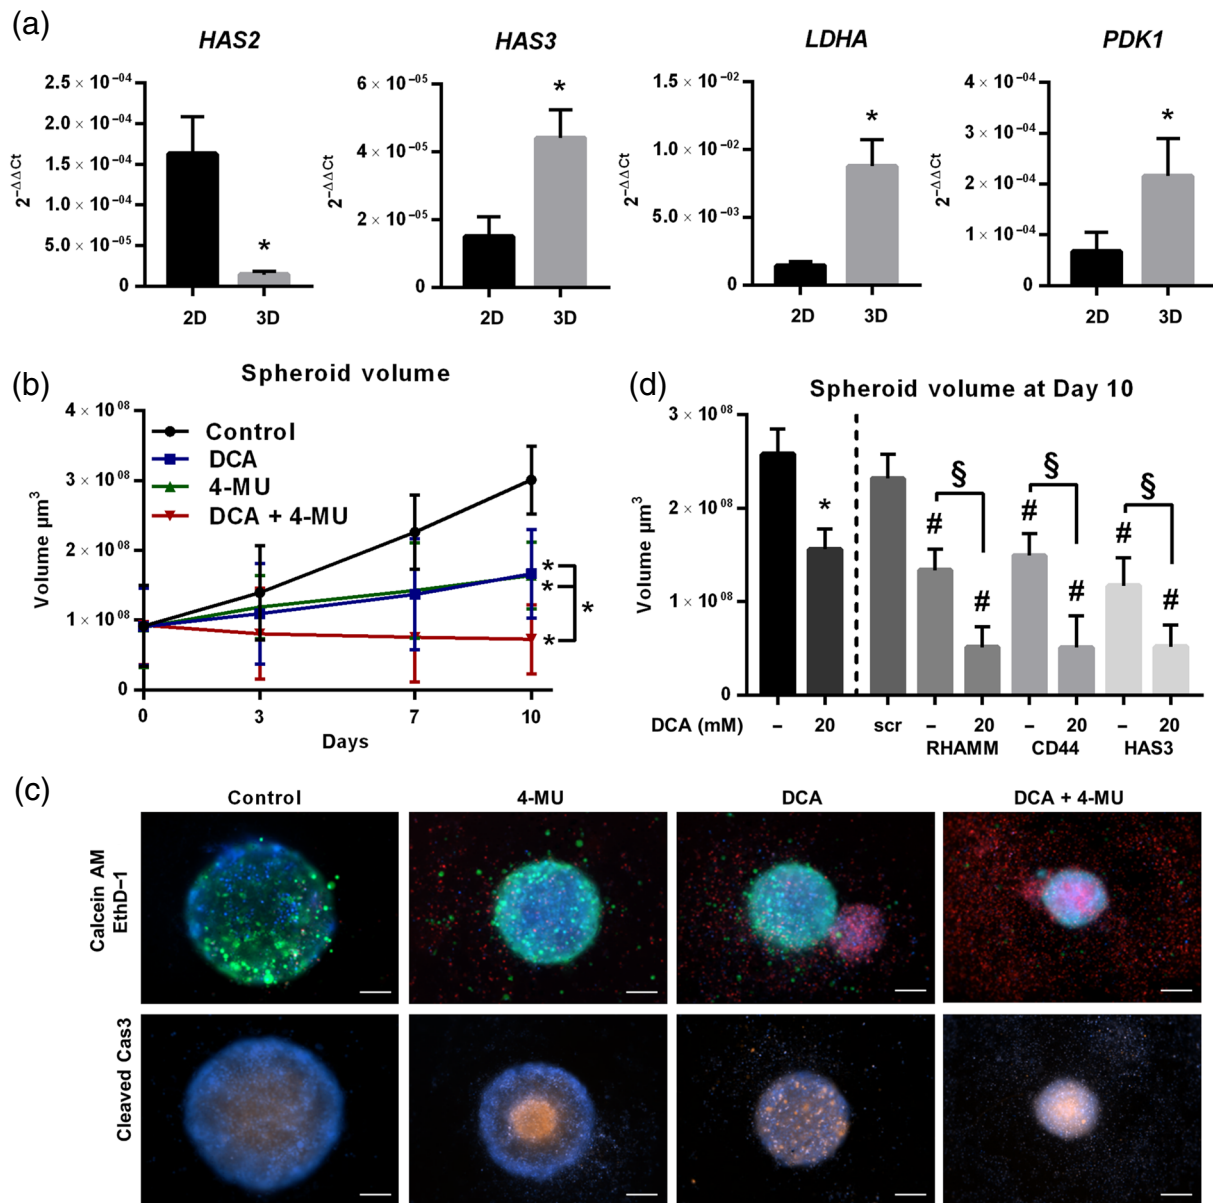 (a)
HAS2
HAS3
LDHA
PDK1
2.5 × 10⁻⁰⁴
2.0 × 10⁻⁰⁴
1.5 × 10⁻⁰⁴
1.0 × 10⁻⁰⁴
5.0 × 10⁻⁰⁵
0
2^−ΔΔCt
*
2D 3D
6 × 10⁻⁰⁵
4 × 10⁻⁰⁵
2 × 10⁻⁰⁵
0
2^−ΔΔCt
*
2D 3D
1.5 × 10⁻⁰²
1.0 × 10⁻⁰²
5.0 × 10⁻⁰³
0
2^−ΔΔCt
*
2D 3D
4 × 10⁻⁰⁴
3 × 10⁻⁰⁴
2 × 10⁻⁰⁴
1 × 10⁻⁰⁴
0
2^−ΔΔCt
*
2D 3D
(b)
Spheroid volume
4 × 10⁰⁸
3 × 10⁰⁸
2 × 10⁰⁸
1 × 10⁰⁸
0
Volume µm³
Control
DCA
4-MU
DCA + 4-MU
*
*
*
*
0 3 7 10
Days
(d)
Spheroid volume at Day 10
3 × 10⁰⁸
2 × 10⁰⁸
1 × 10⁰⁸
0
Volume µm³
§ § §
* # # # # # #
DCA (mM) – 20 scr – 20 – 20 – 20
RHAMM CD44 HAS3
(c)
Control 4-MU DCA DCA + 4-MU
Calcein AM
EthD–1
Cleaved Cas3